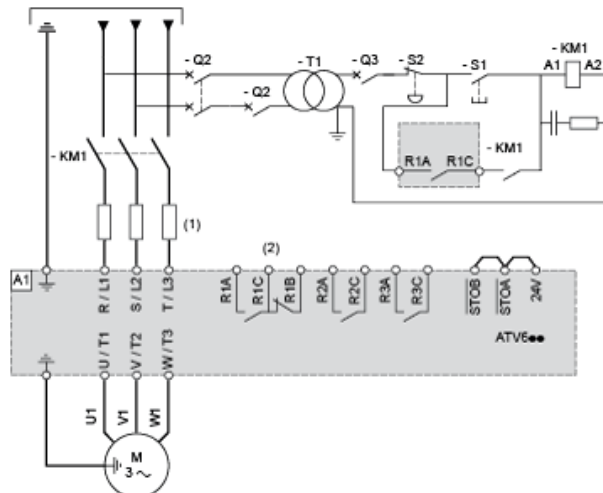 - Q2
- T1
- Q3
- S2
- S1
- KM1
A1
A2
- Q2
- KM1
R1A
R1C
- KM1
(1)
(2)
A1
R / L1
S / L2
T / L3
R1A
R1C
R1B
R2A
R2C
R3A
R3C
STOB
STOA
24V
ATV6●●
U / T1
V / T2
W / T3
U1
V1
W1
M
3 ~